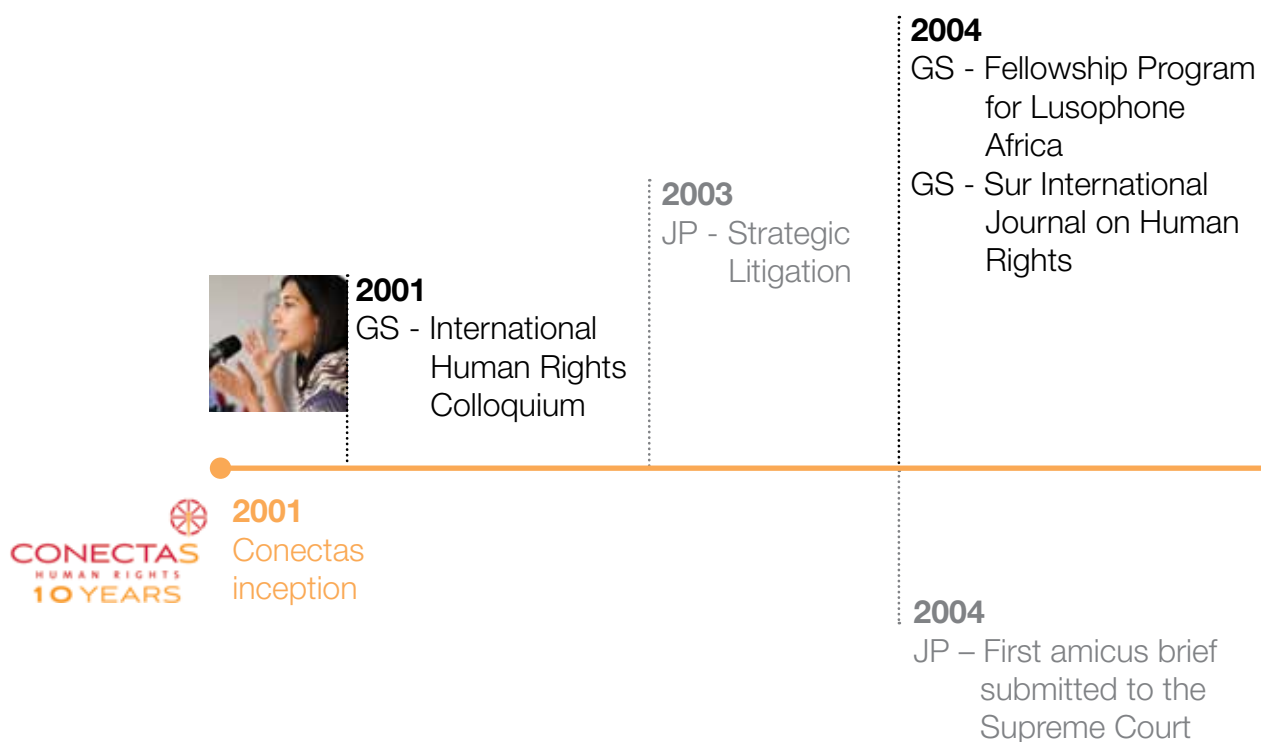 2004
GS - Fellowship Program
for Lusophone
Africa
GS - Sur International
Journal on Human
Rights
2003
JP - Strategic
Litigation
2001
GS - International
Human Rights
Colloquium
CONECTAS
HUMAN RIGHTS
10 YEARS
2001
Conectas
inception
2004
JP – First amicus brief
submitted to the
Supreme Court